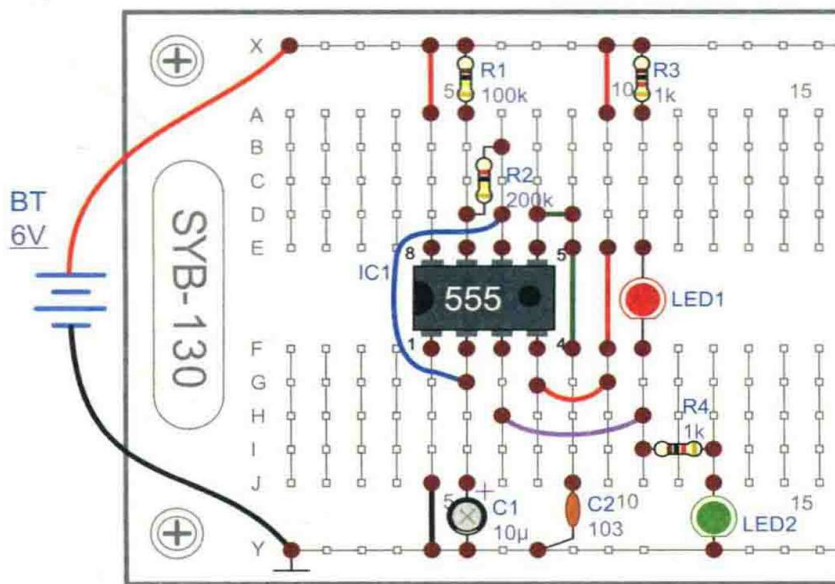 X
5
R1
100k
10
R3
1k
15
A
B
C
D
E
R2
200k
BT
6V
SYB-130
8
5
IC1
555
1
4
LED1
F
G
H
I
J
R4
1k
5
+
C1
10µ
C2
103
10
15
LED2
Y